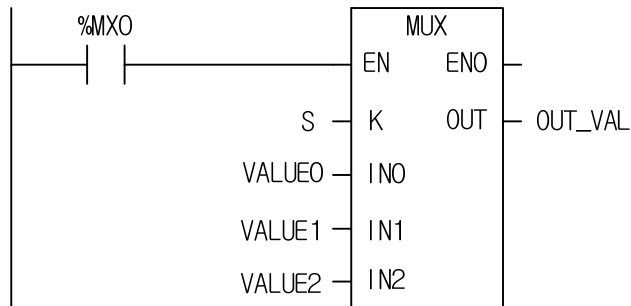 %MX0 MUX
EN ENO
S K OUT OUT_VAL
VALUE0 IN0
VALUE1 IN1
VALUE2 IN2